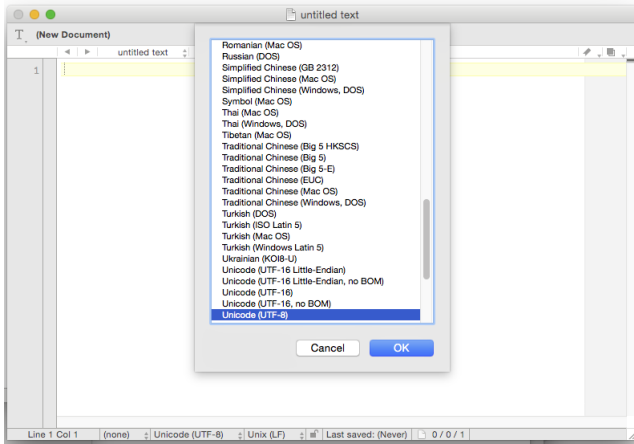 untitled text
(New Document)
untitled text
1
Romanian (Mac OS)
Russian (DOS)
Simplified Chinese (GB 2312)
Simplified Chinese (Mac OS)
Simplified Chinese (Windows, DOS)
Symbol (Mac OS)
Thai (Mac OS)
Thai (Windows, DOS)
Tibetan (Mac OS)
Traditional Chinese (Big 5 HKSCS)
Traditional Chinese (Big 5)
Traditional Chinese (Big 5-E)
Traditional Chinese (EUC)
Traditional Chinese (Mac OS)
Traditional Chinese (Windows, DOS)
Turkish (DOS)
Turkish (ISO Latin 5)
Turkish (Mac OS)
Turkish (Windows Latin 5)
Ukrainian (KOI8-U)
Unicode (UTF-16 Little-Endian)
Unicode (UTF-16 Little-Endian, no BOM)
Unicode (UTF-16)
Unicode (UTF-16, no BOM)
Unicode (UTF-8)
Cancel OK
Line 1 Col 1 (none) Unicode (UTF-8) Unix (LF) Last saved: (Never) 0 / 0 / 1